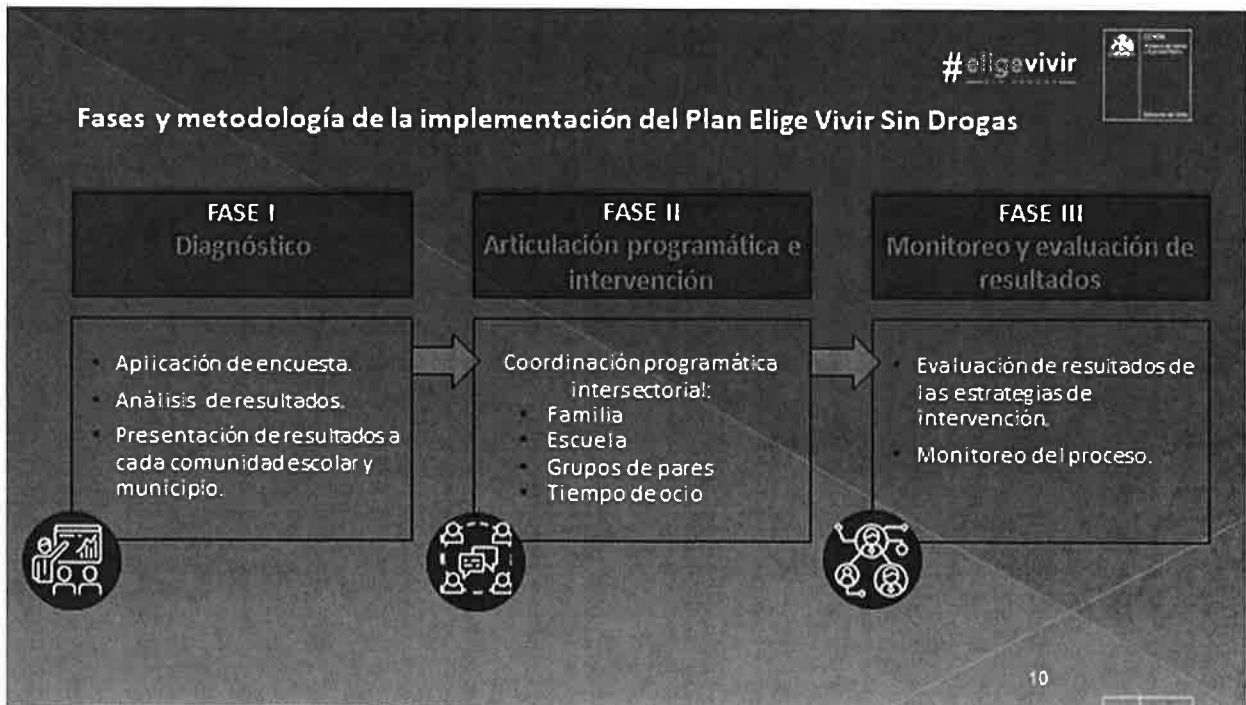 #eligevivir
Fases y metodología de la implementación del Plan Elige Vivir Sin Drogas
FASE I
Diagnóstico
• Aplicación de encuesta.
• Análisis de resultados.
• Presentación de resultados a
cada comunidad escolar y
municipio.
FASE II
Articulación programática e
intervención
Coordinación programática
intersectorial:
• Familia
• Escuela
• Grupos de pares
• Tiempo de ocio
FASE III
Monitoreo y evaluación de
resultados
• Evaluación de resultados de
las estrategias de
intervención.
• Monitoreo del proceso.
10